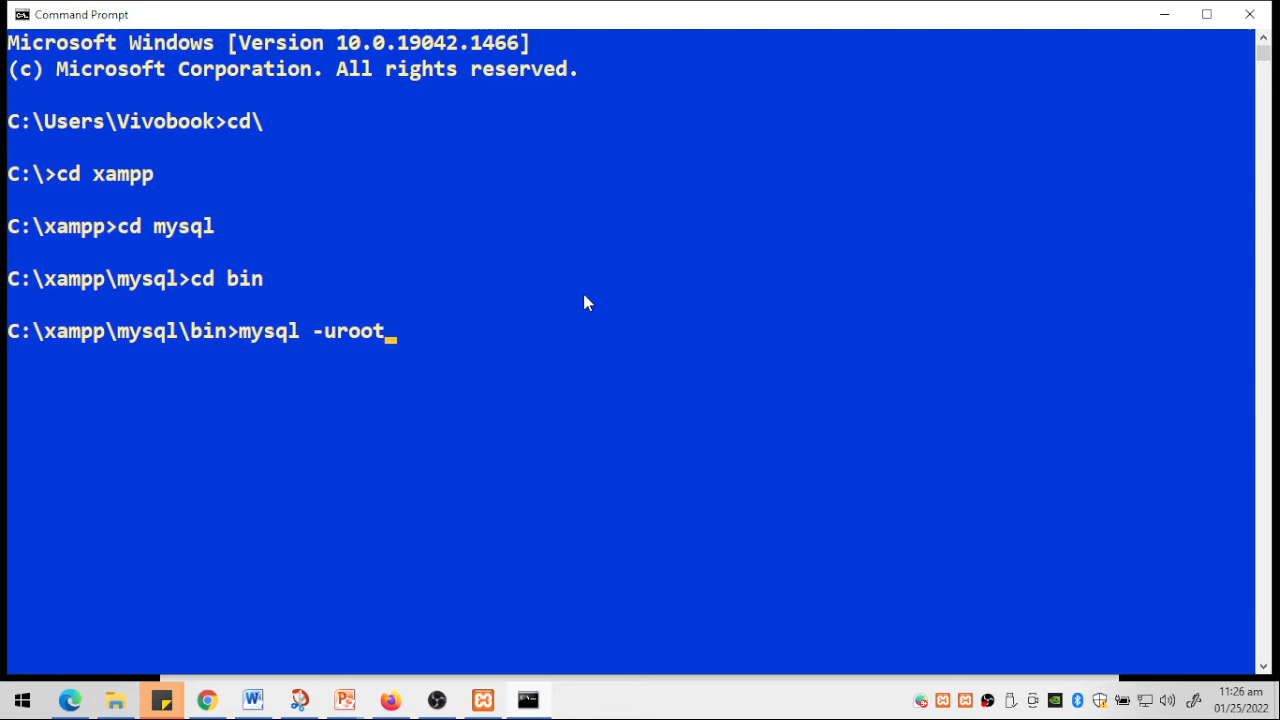 Command Prompt
Microsoft Windows [Version 10.0.19042.1466]
(c) Microsoft Corporation. All rights reserved.
C:\Users\Vivobook>cd\
C:\>cd xampp
C:\xampp>cd mysql
C:\xampp\mysql>cd bin
C:\xampp\mysql\bin>mysql -uroot
11:26 am
01/25/2022